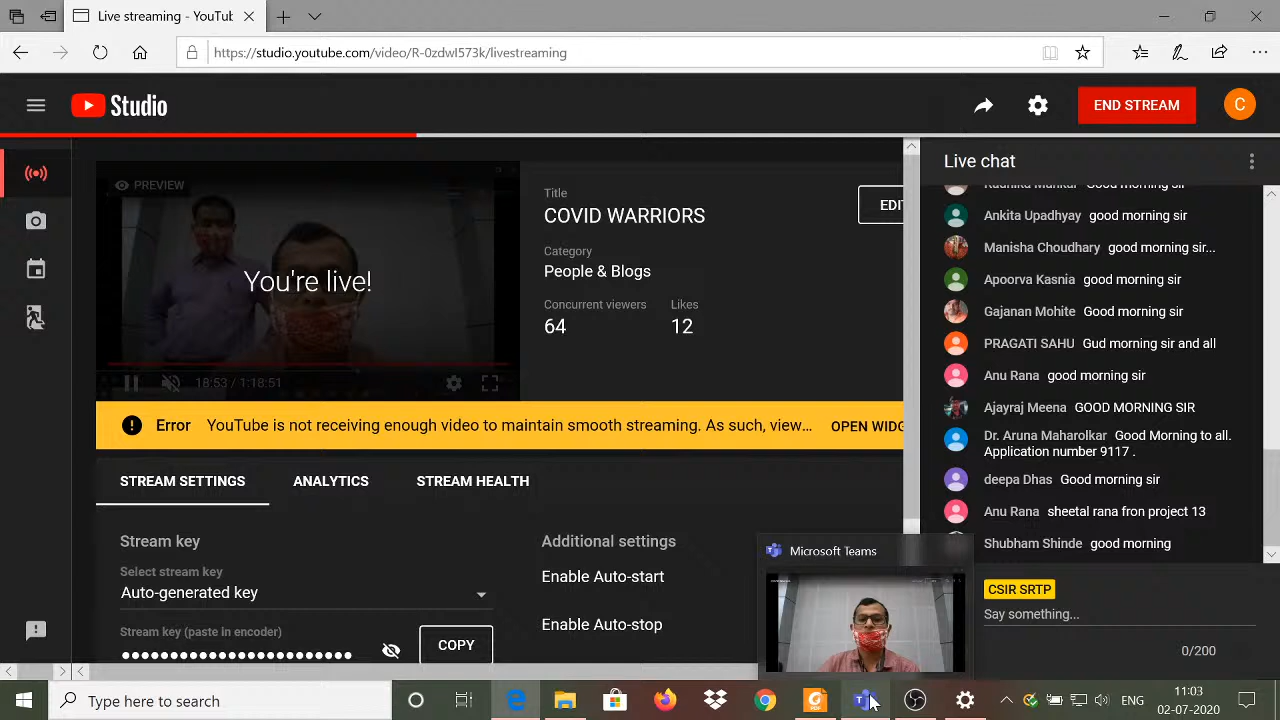 Live streaming - YouTub
https://studio.youtube.com/video/R-0zdwI573k/livestreaming
Studio
END STREAM
C
PREVIEW
You're live!
18:53 / 1:18:51
Title
COVID WARRIORS
EDIT
Category
People & Blogs
Concurrent viewers
Likes
64
12
Error YouTube is not receiving enough video to maintain smooth streaming. As such, view...
OPEN WIDG
STREAM SETTINGS
ANALYTICS
STREAM HEALTH
Stream key
Select stream key
Auto-generated key
Stream key (paste in encoder)
COPY
Additional settings
Enable Auto-start
Enable Auto-stop
Live chat
Ankita Upadhyay good morning sir
Manisha Choudhary good morning sir...
Apoorva Kasnia good morning sir
Gajanan Mohite Good morning sir
PRAGATI SAHU Gud morning sir and all
Anu Rana good morning sir
Ajayraj Meena GOOD MORNING SIR
Dr. Aruna Maharolkar Good Morning to all.
Application number 9117 .
deepa Dhas Good morning sir
Anu Rana sheetal rana fron project 13
Shubham Shinde good morning
CSIR SRTP
Say something...
0/200
Microsoft Teams
Type here to search
PDF
ENG
11:03
02-07-2020